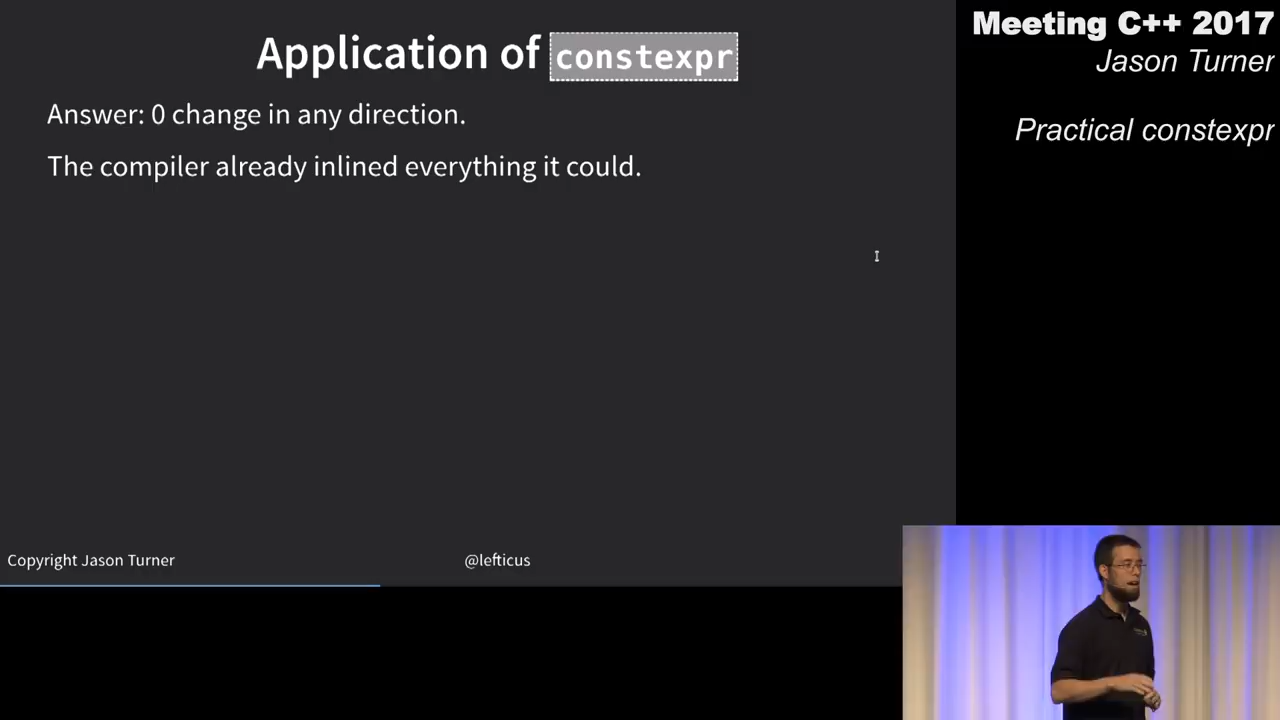 Application of constexpr
Answer: 0 change in any direction.
The compiler already inlined everything it could.
Copyright Jason Turner
@lefticus
Meeting C++ 2017
Jason Turner
Practical constexpr